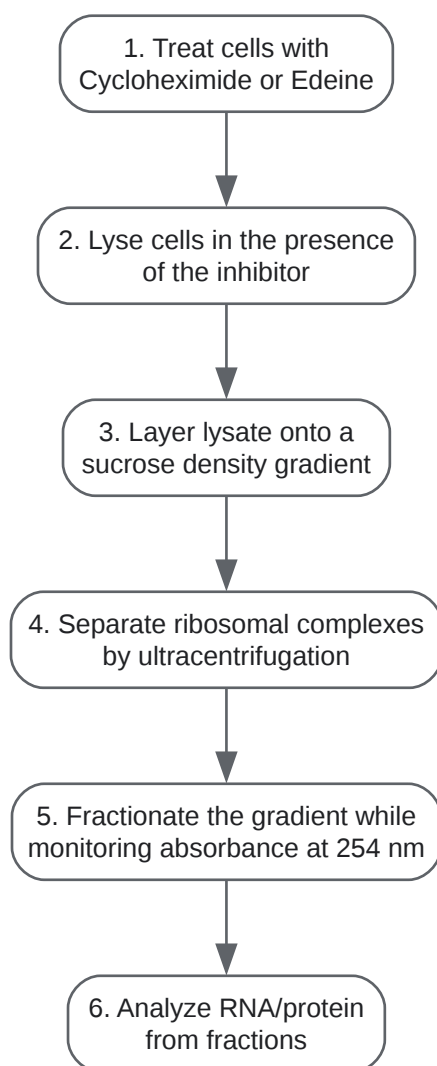 1. Treat cells with
Cycloheximide or Edeine
2. Lyse cells in the presence
of the inhibitor
3. Layer lysate onto a
sucrose density gradient
4. Separate ribosomal complexes
by ultracentrifugation
5. Fractionate the gradient while
monitoring absorbance at 254 nm
6. Analyze RNA/protein
from fractions